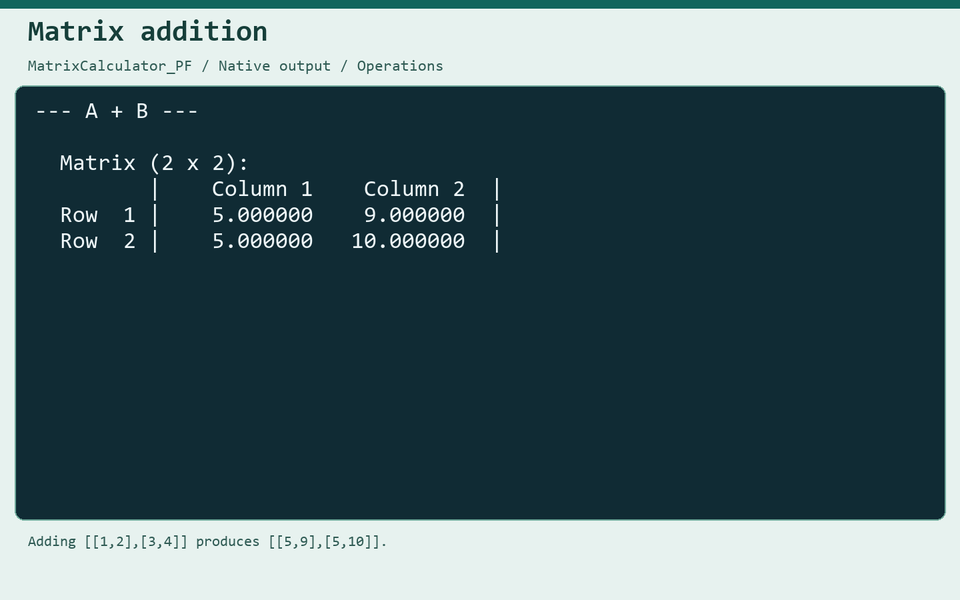 Matrix addition
MatrixCalculator_PF / Native output / Operations
--- A + B ---
Matrix (2 x 2):
| Column 1 Column 2 |
Row 1 | 5.000000 9.000000 |
Row 2 | 5.000000 10.000000 |
Adding [[1,2],[3,4]] produces [[5,9],[5,10]].